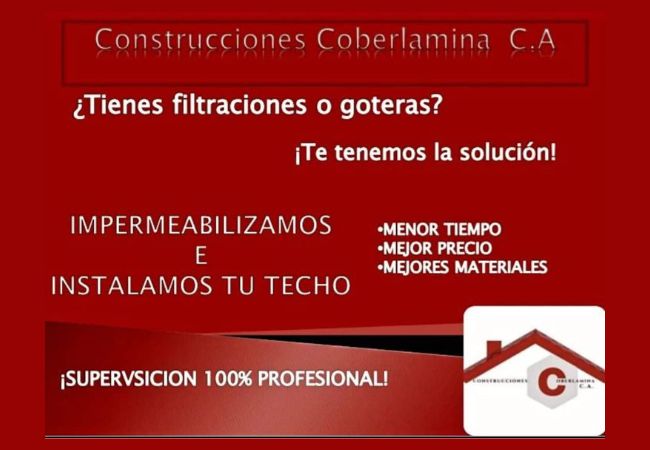 Construcciones Coberlamina C.A
¿Tienes filtraciones o goteras?
¡Te tenemos la solución!
IMPERMEABILIZAMOS
E
INSTALAMOS TU TECHO
•MENOR TIEMPO
•MEJOR PRECIO
•MEJORES MATERIALES
¡SUPERVSICION 100% PROFESIONAL!
CONSTRUCCIONES COBERLAMINA
C.A.